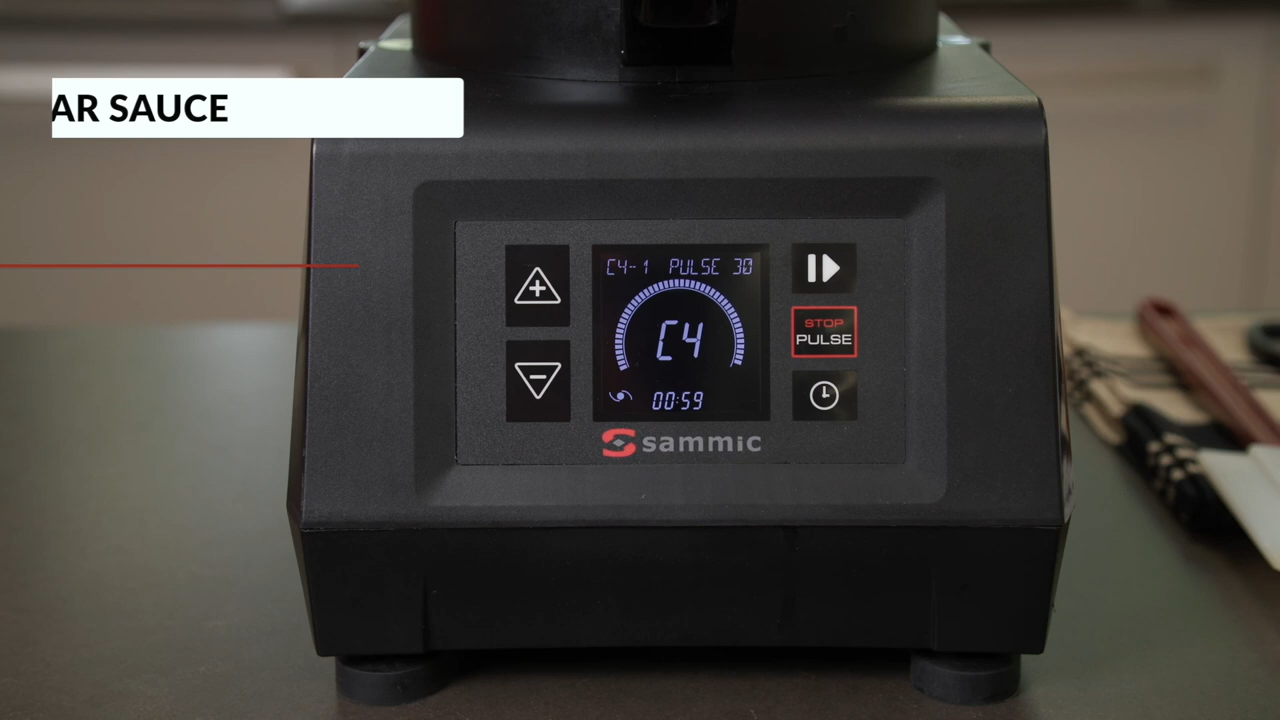 AR SAUCE
C4-1 PULSE 30
C4
00:59
STOP
PULSE
sammic